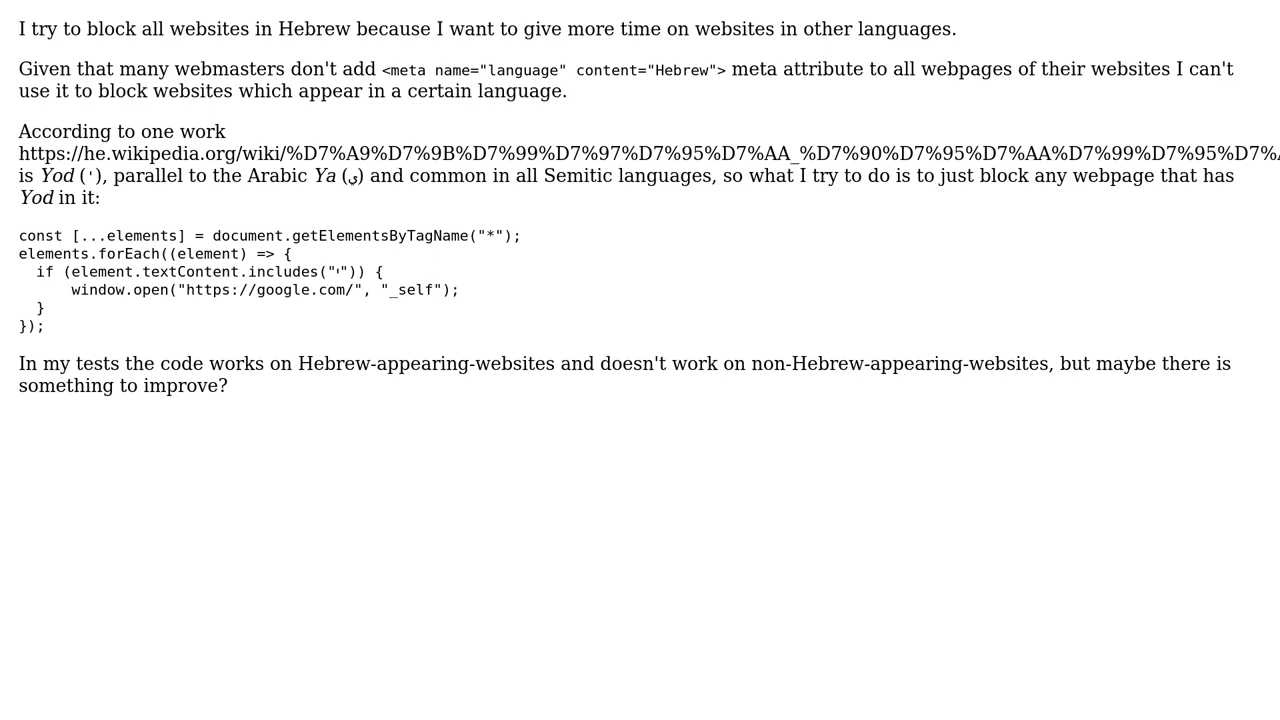 I try to block all websites in Hebrew because I want to give more time on websites in other languages.
Given that many webmasters don't add <meta name="language" content="Hebrew"> meta attribute to all webpages of their websites I can't
use it to block websites which appear in a certain language.
According to one work
https://he.wikipedia.org/wiki/%D7%A9%D7%9B%D7%99%D7%97%D7%95%D7%AA_%D7%90%D7%95%D7%AA%D7%99%D7%95%D7%
is Yod (י), parallel to the Arabic Ya (ي) and common in all Semitic languages, so what I try to do is to just block any webpage that has
Yod in it:
const [...elements] = document.getElementsByTagName("*");
elements.forEach((element) => {
  if (element.textContent.includes("י")) {
      window.open("https://google.com/", "_self");
  }
});
In my tests the code works on Hebrew-appearing-websites and doesn't work on non-Hebrew-appearing-websites, but maybe there is
something to improve?